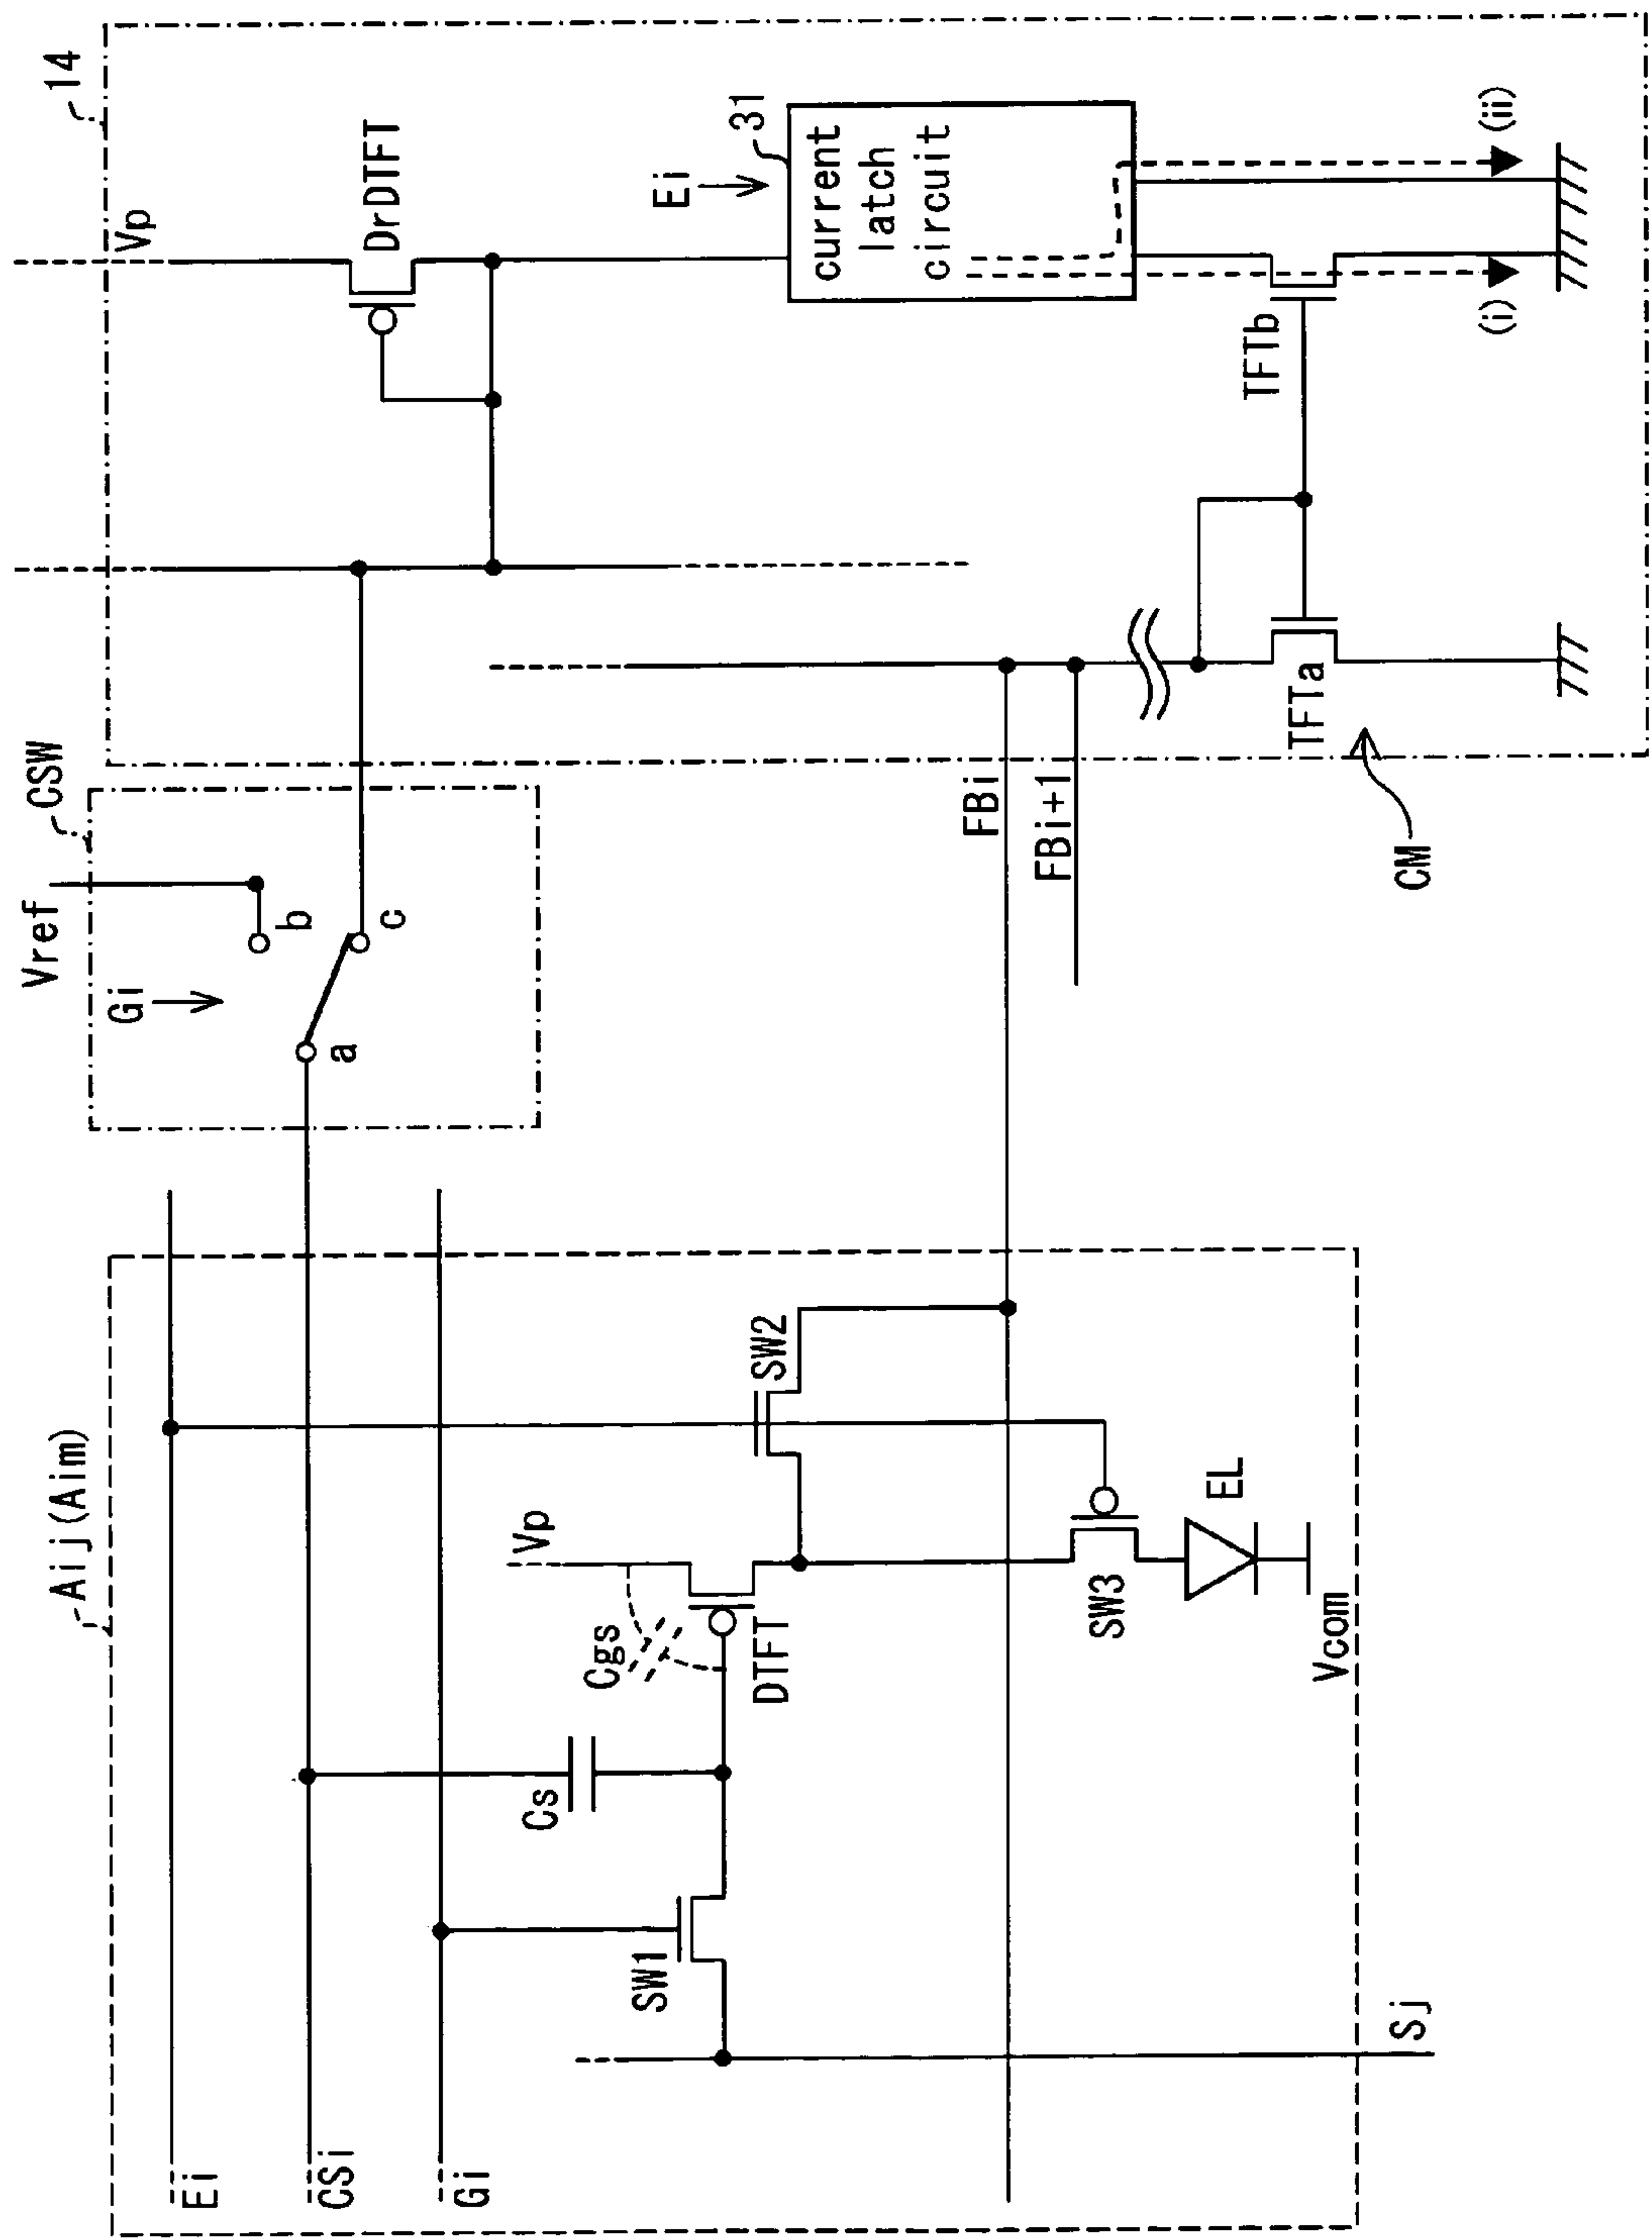 Aij(Aim)
Ei
CSi
Gi
SW1
Cs
Cgs
Vp
DTFT
SW2
SW3
EL
Vcom
Sj
CSW
Vref
Gi
a
b
c
FBi
FBi+1
CM
14
Vp
DrDTFT
Ei
31
current
latch
circuit
TFTa
TFTb
(i)
(ii)